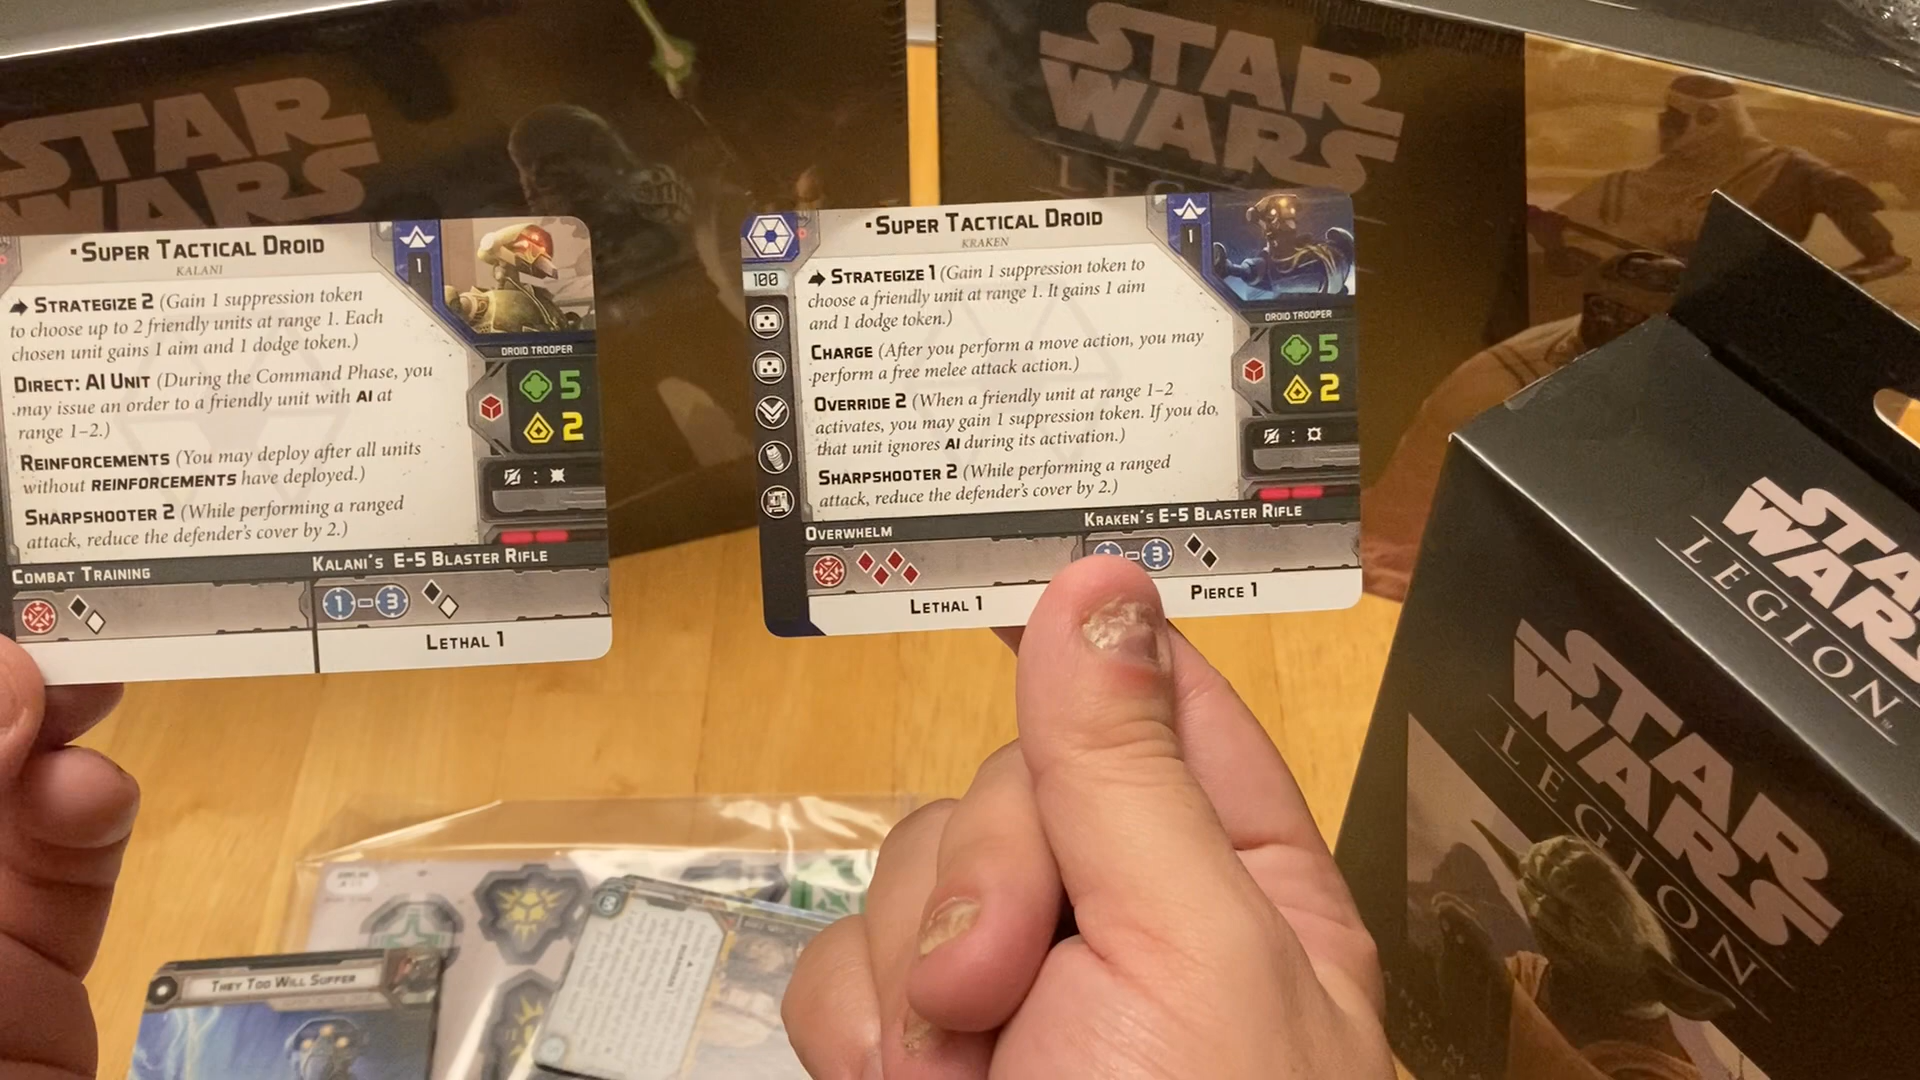 STAR
WARS
STAR
WARS
LEG
▪Super Tactical Droid
KALANI
1
Strategize 2 (Gain 1 suppression token
to choose up to 2 friendly units at range 1. Each
chosen unit gains 1 aim and 1 dodge token.)
Direct: AI Unit (During the Command Phase, you
may issue an order to a friendly unit with AI at
range 1–2.)
Reinforcements (You may deploy after all units
without REINFORCEMENTS have deployed.)
Sharpshooter 2 (While performing a ranged
attack, reduce the defender's cover by 2.)
DROID TROOPER
5
2
:
Combat Training
Kalani's E-5 Blaster Rifle
1 - 3
Lethal 1
▪Super Tactical Droid
KRAKEN
1
100
Strategize 1 (Gain 1 suppression token to
choose a friendly unit at range 1. It gains 1 aim
and 1 dodge token.)
Charge (After you perform a move action, you may
perform a free melee attack action.)
Override 2 (When a friendly unit at range 1–2
activates, you may gain 1 suppression token. If you do,
that unit ignores AI during its activation.)
Sharpshooter 2 (While performing a ranged
attack, reduce the defender's cover by 2.)
DROID TROOPER
5
2
:
Overwhelm
Kraken's E-5 Blaster Rifle
- 3
Lethal 1
Pierce 1
STAR
WARS
LEGION
STAR
WARS
LEGION
They Too Will Suffer